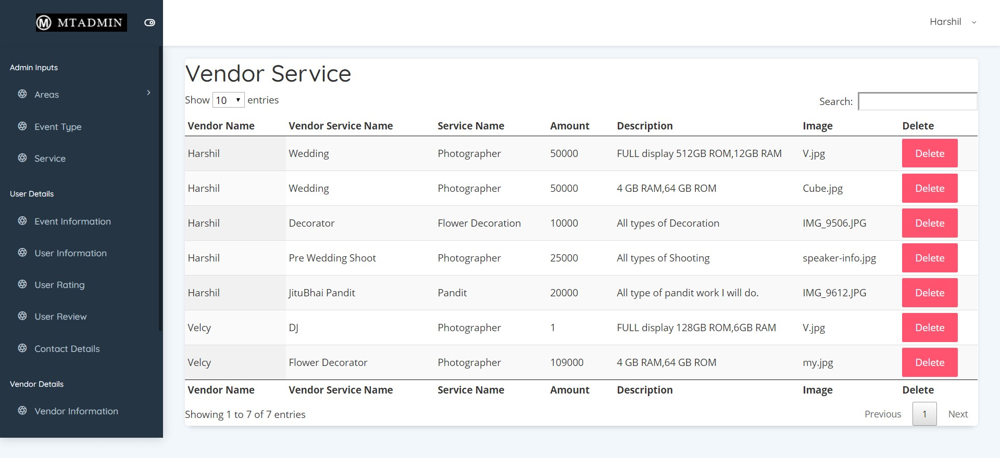 M MTADMIN
Harshil
Admin Inputs
Areas
Event Type
Service
User Details
Event Information
User Information
User Rating
User Review
Contact Details
Vendor Details
Vendor Information
Vendor Service
Show 10 entries
Search:
Vendor Name Vendor Service Name Service Name Amount Description Image Delete
Harshil Wedding Photographer 50000 FULL display 512GB ROM,12GB RAM V.jpg Delete
Harshil Wedding Photographer 50000 4 GB RAM,64 GB ROM Cube.jpg Delete
Harshil Decorator Flower Decoration 10000 All types of Decoration IMG_9506.JPG Delete
Harshil Pre Wedding Shoot Photographer 25000 All types of Shooting speaker-info.jpg Delete
Harshil JituBhai Pandit Pandit 20000 All type of pandit work I will do. IMG_9612.JPG Delete
Velcy DJ Photographer 1 FULL display 128GB ROM,6GB RAM V.jpg Delete
Velcy Flower Decorator Photographer 109000 4 GB RAM,64 GB ROM my.jpg Delete
Vendor Name Vendor Service Name Service Name Amount Description Image Delete
Showing 1 to 7 of 7 entries
Previous 1 Next